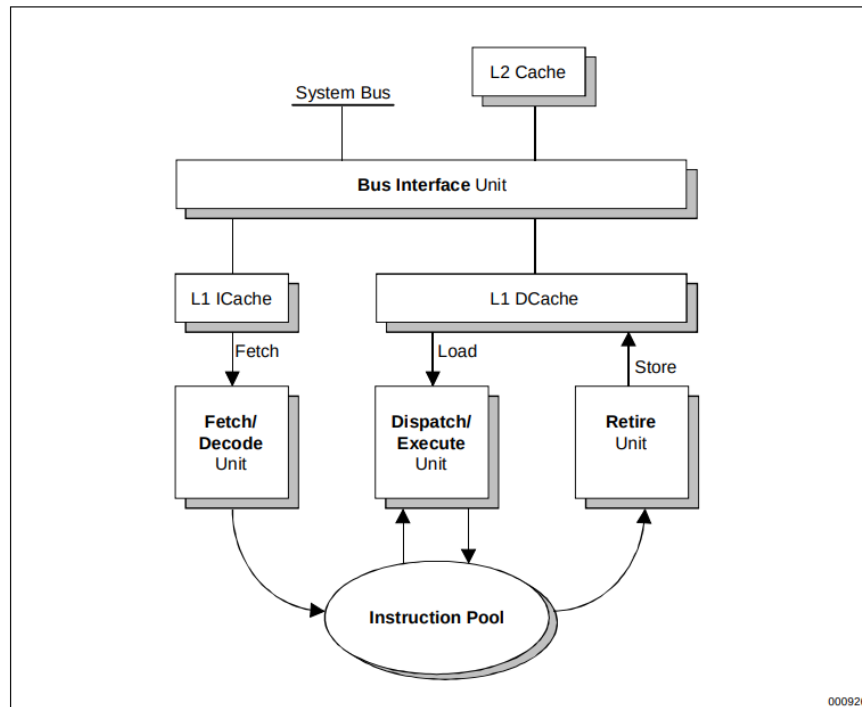 L2 Cache
System Bus
Bus Interface Unit
L1 ICache
L1 DCache
Fetch
Load
Store
Fetch/
Decode
Unit
Dispatch/
Execute
Unit
Retire
Unit
Instruction Pool